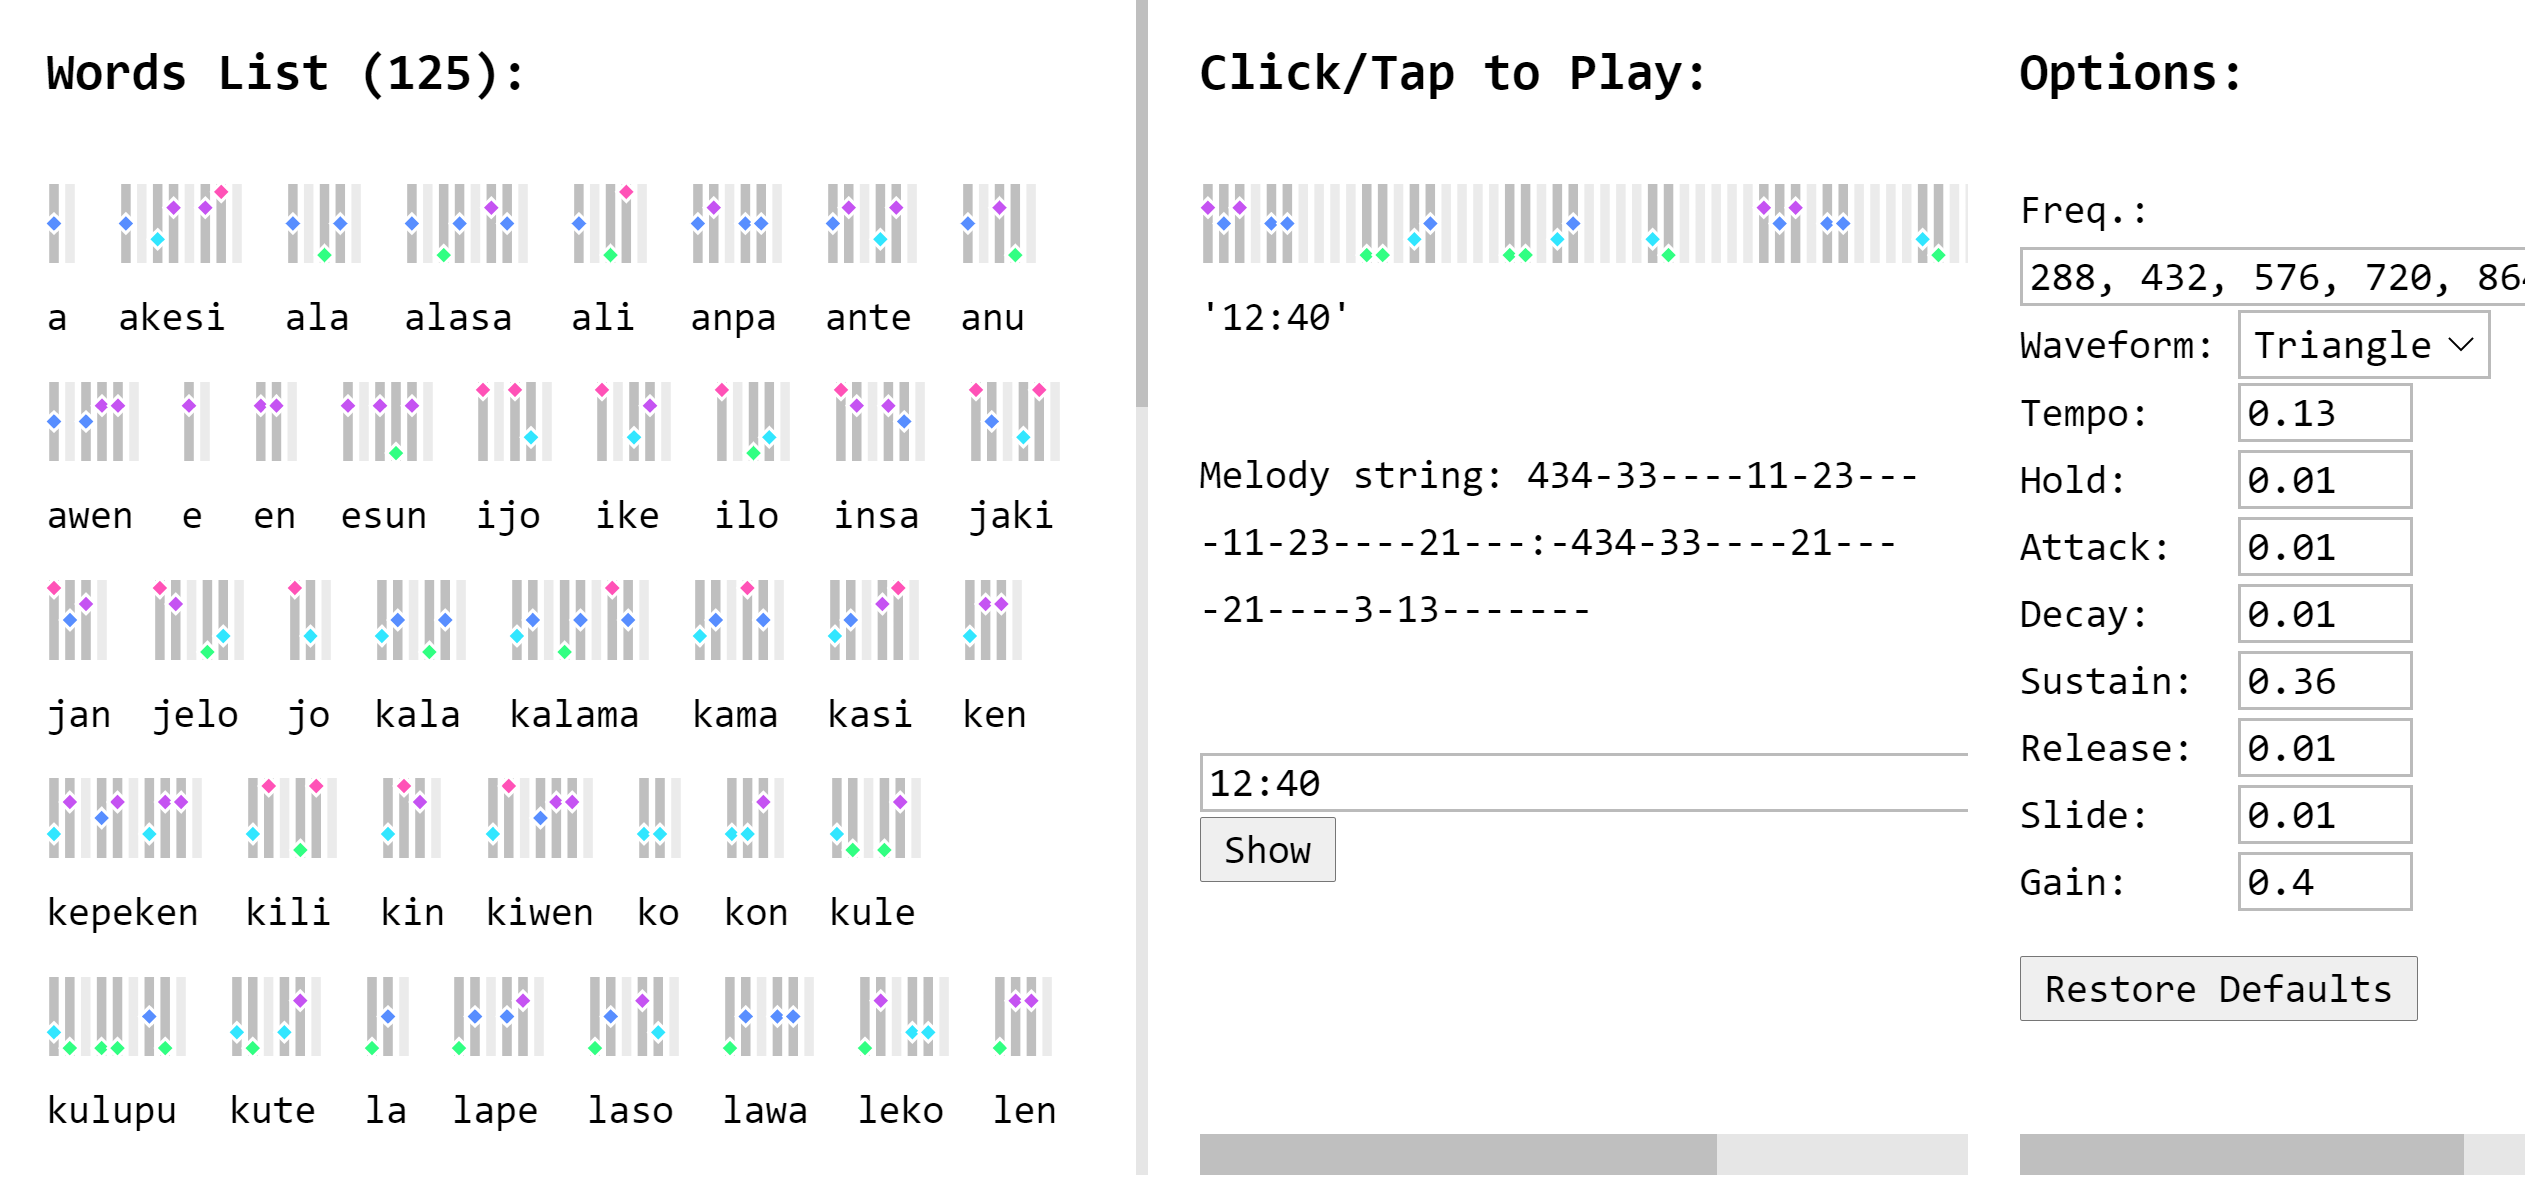 Words List (125):
a akesi ala alasa ali anpa ante anu
awen e en esun ijo ike ilo insa jaki
jan jelo jo kala kalama kama kasi ken
kepeken kili kin kiwen ko kon kule
kulupu kute la lape laso lawa leko len
Click/Tap to Play:
'12:40'
Melody string: 434-33----11-23---
-11-23----21---:-434-33----21---
-21----3-13-------
12:40
Show
Options:
Freq.:
288, 432, 576, 720, 864
Waveform: Triangle
Tempo: 0.13
Hold: 0.01
Attack: 0.01
Decay: 0.01
Sustain: 0.36
Release: 0.01
Slide: 0.01
Gain: 0.4
Restore Defaults